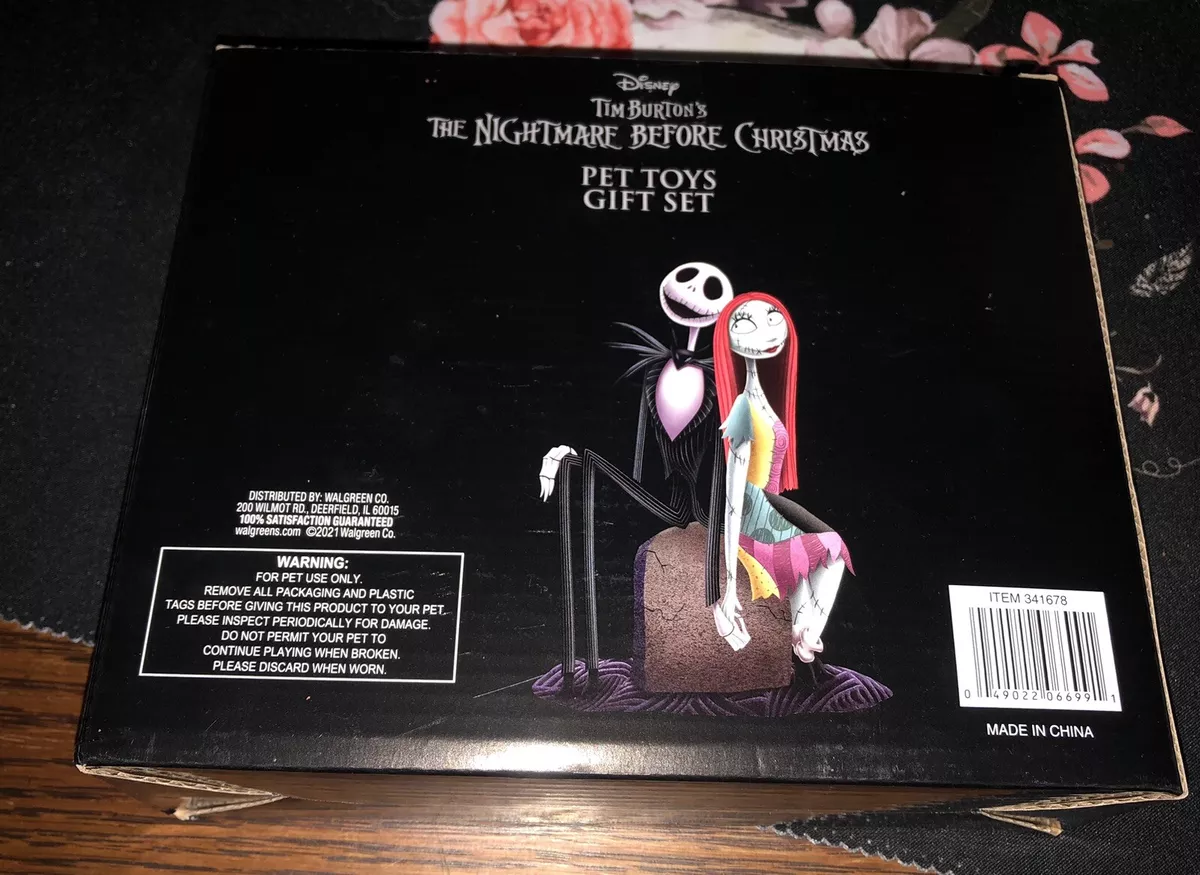 Disney
TIM BURTON'S
THE NIGHTMARE BEFORE CHRISTMAS
PET TOYS
GIFT SET
DISTRIBUTED BY: WALGREEN CO.
200 WILMOT RD., DEERFIELD, IL 60015
100% SATISFACTION GUARANTEED
walgreens.com ©2021 Walgreen Co.
WARNING:
FOR PET USE ONLY.
REMOVE ALL PACKAGING AND PLASTIC
TAGS BEFORE GIVING THIS PRODUCT TO YOUR PET.
PLEASE INSPECT PERIODICALLY FOR DAMAGE.
DO NOT PERMIT YOUR PET TO
CONTINUE PLAYING WHEN BROKEN.
PLEASE DISCARD WHEN WORN.
ITEM 341678
0 49022 06699 1
MADE IN CHINA